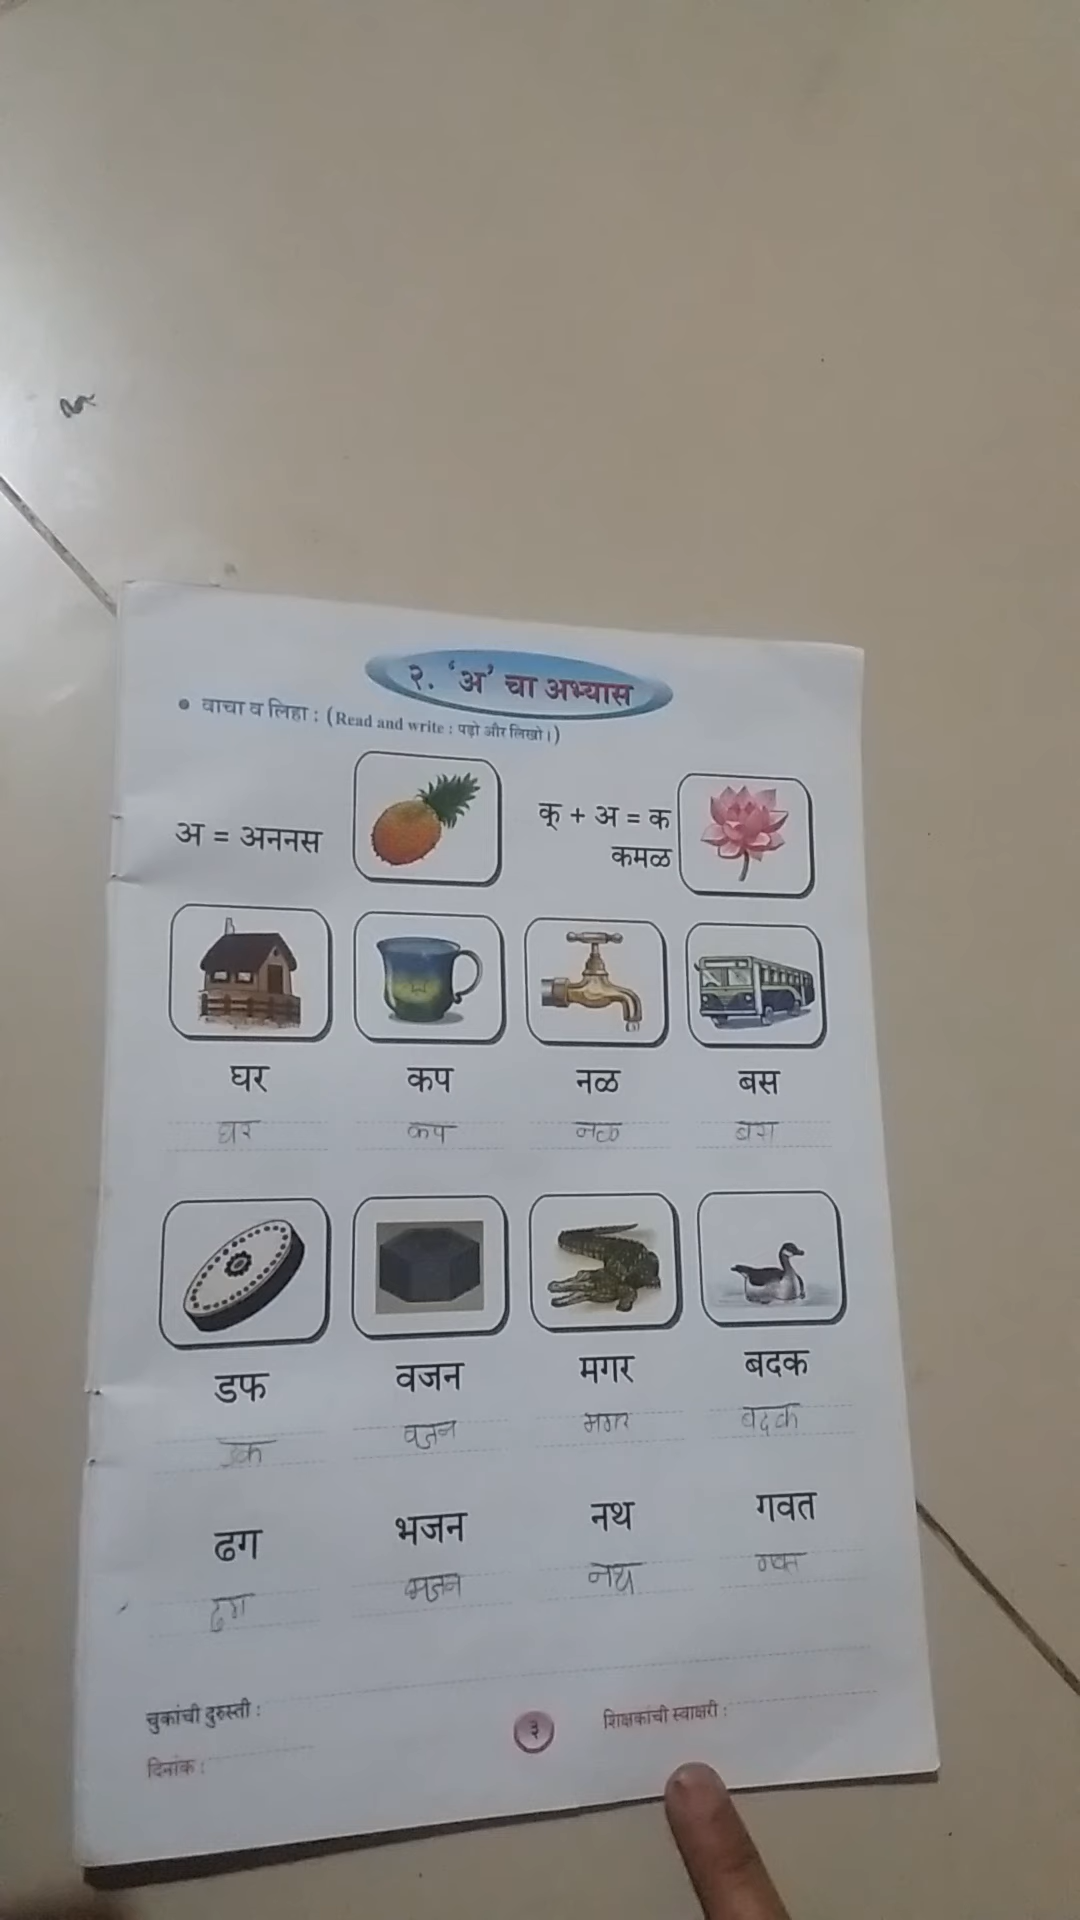 २. ‘अ’ चा अभ्यास
• वाचा व लिहा : (Read and write : पढ़ो और लिखो।)
अ = अननस
क् + अ = क
कमळ
घर कप नळ बस
घर कप नळ बस
डफ वजन मगर बदक
वजन मगर बदक
ढग भजन नथ गवत
ढग भजन नथ
चुकांची दुरुस्ती :
शिक्षकांची स्वाक्षरी :
दिनांक :
३